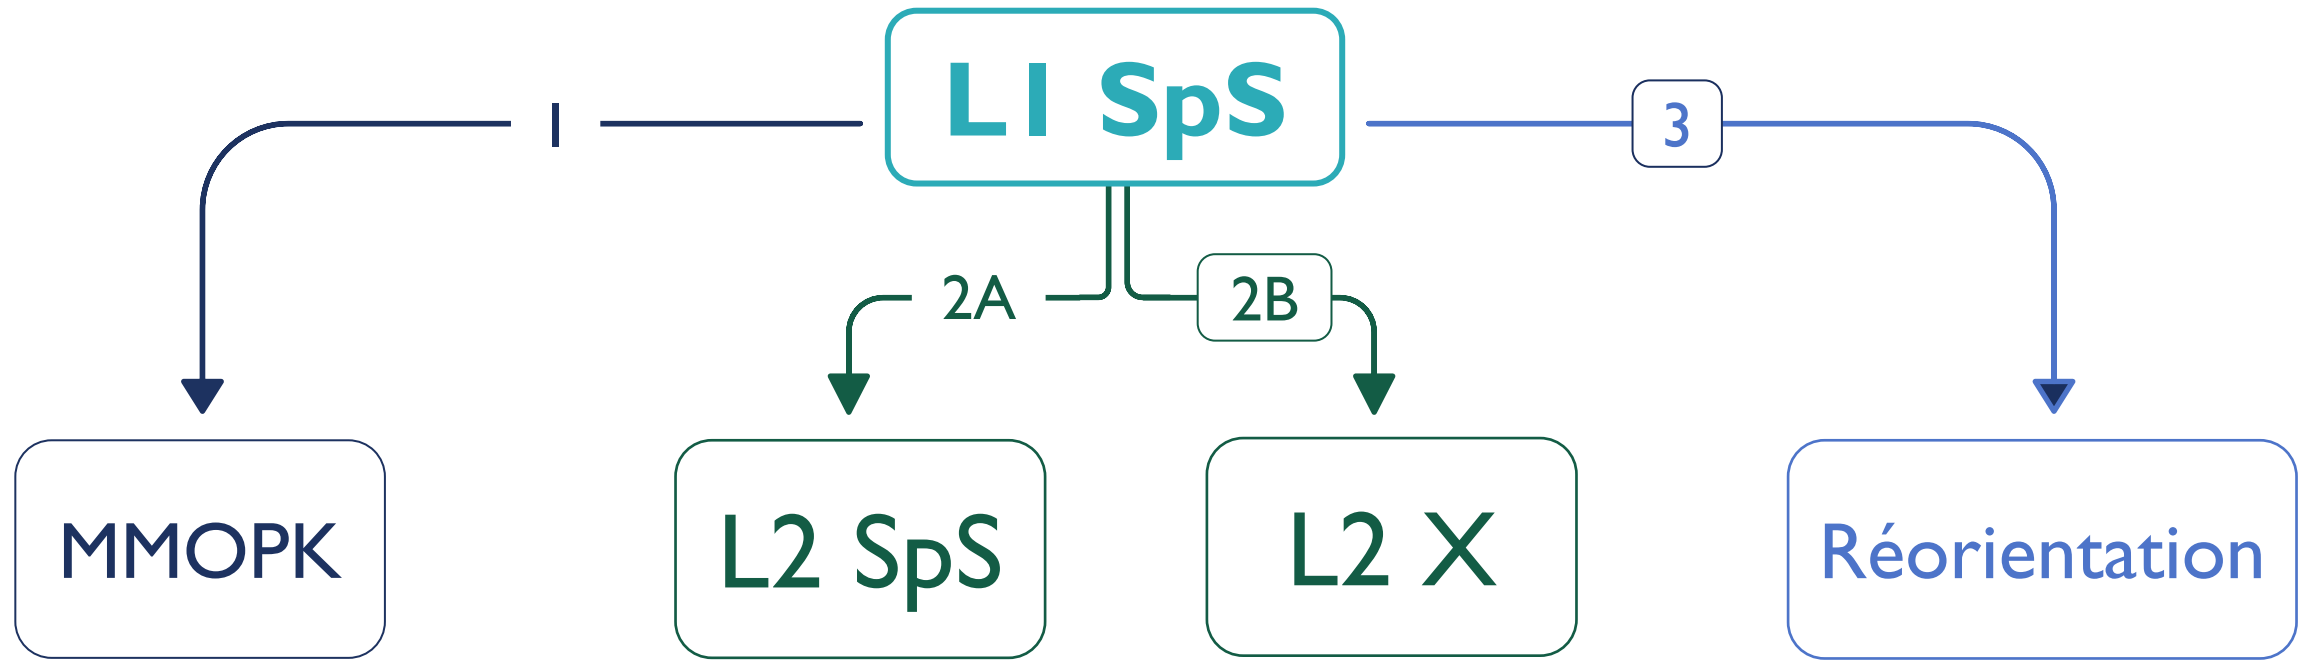 L1 SpS
1
3
2A
2B
MMOPK
L2 SpS
L2 X
Réorientation